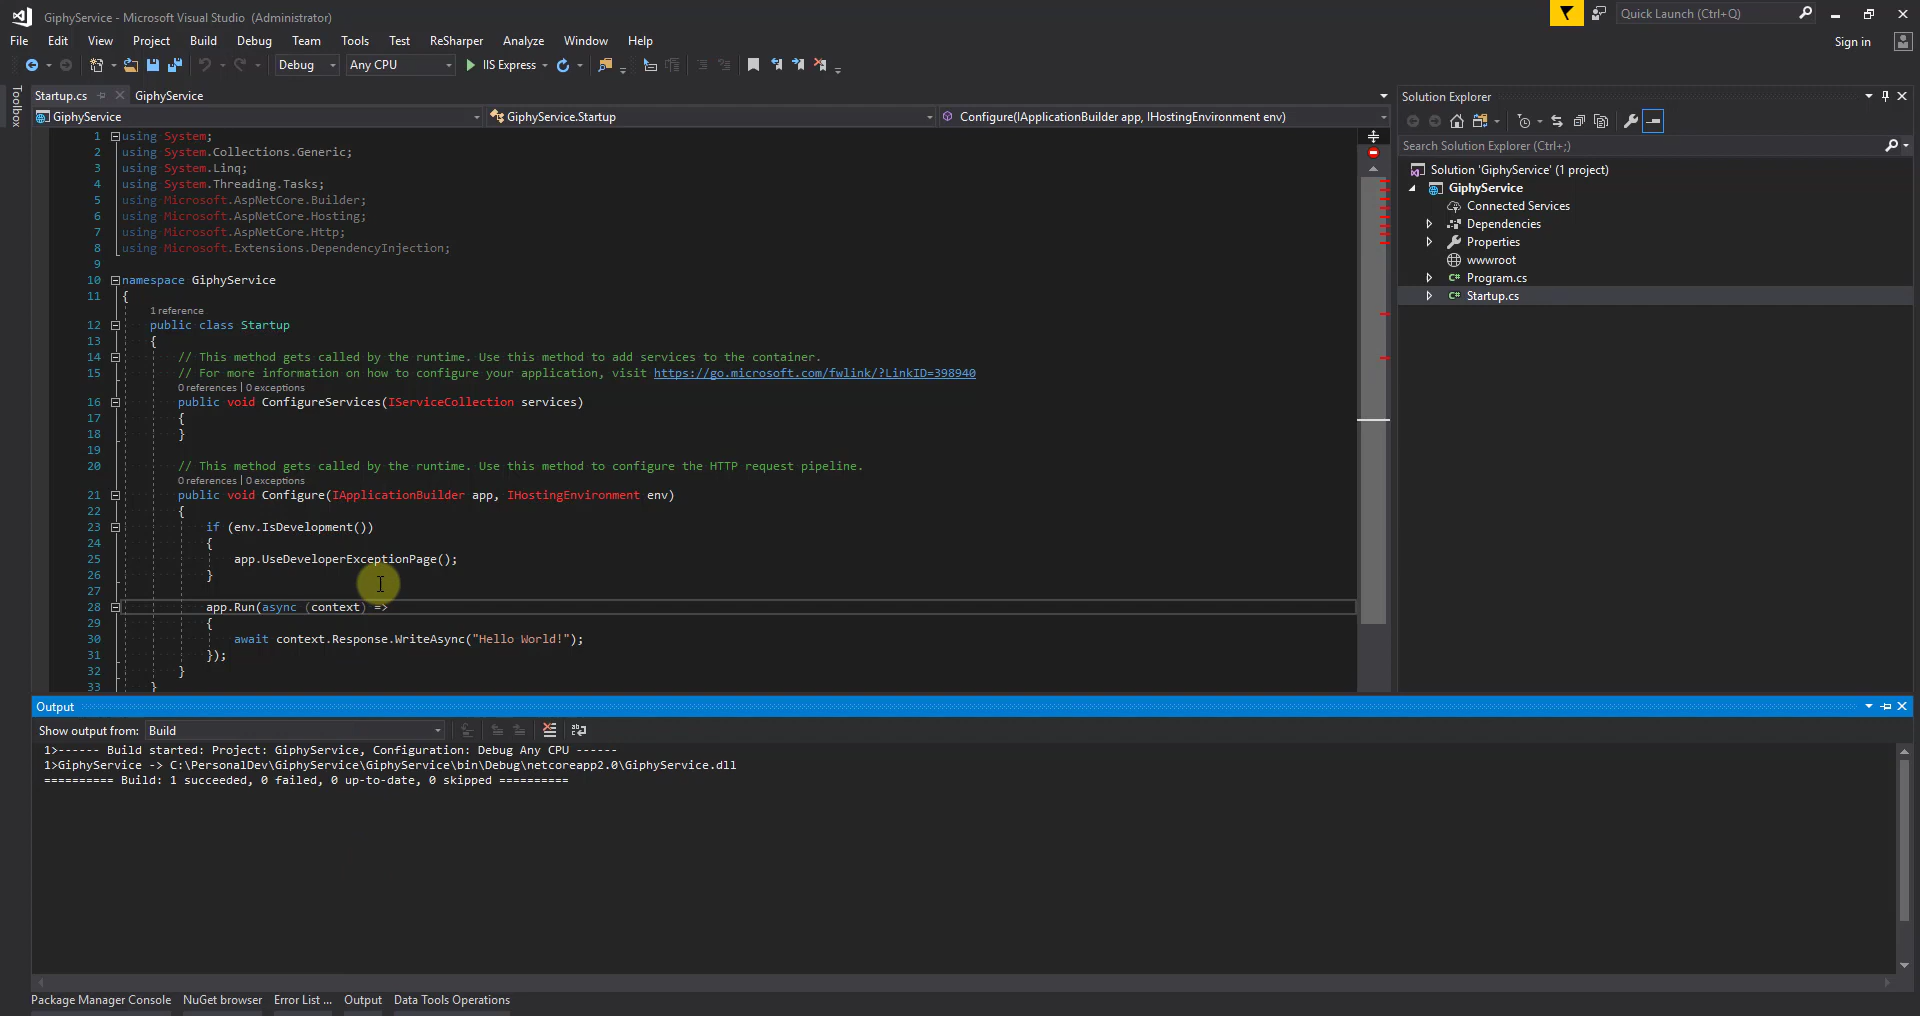 GiphyService - Microsoft Visual Studio (Administrator)
Quick Launch (Ctrl+Q)
File Edit View Project Build Debug Team Tools Test ReSharper Analyze Window Help
Sign in
Debug Any CPU IIS Express
Toolbox
Startup.cs GiphyService
GiphyService GiphyService.Startup Configure(IApplicationBuilder app, IHostingEnvironment env)
1 using System;
2 using System.Collections.Generic;
3 using System.Linq;
4 using System.Threading.Tasks;
5 using Microsoft.AspNetCore.Builder;
6 using Microsoft.AspNetCore.Hosting;
7 using Microsoft.AspNetCore.Http;
8 using Microsoft.Extensions.DependencyInjection;
9
10 namespace GiphyService
11 {
1 reference
12 public class Startup
13 {
14 // This method gets called by the runtime. Use this method to add services to the container.
15 // For more information on how to configure your application, visit https://go.microsoft.com/fwlink/?LinkID=398940
0 references | 0 exceptions
16 public void ConfigureServices(IServiceCollection services)
17 {
18 }
19
20 // This method gets called by the runtime. Use this method to configure the HTTP request pipeline.
0 references | 0 exceptions
21 public void Configure(IApplicationBuilder app, IHostingEnvironment env)
22 {
23 if (env.IsDevelopment())
24 {
25 app.UseDeveloperExceptionPage();
26 }
27
28 app.Run(async (context) =>
29 {
30 await context.Response.WriteAsync("Hello World!");
31 });
32 }
33 }
Solution Explorer
Search Solution Explorer (Ctrl+;)
Solution 'GiphyService' (1 project)
GiphyService
Connected Services
Dependencies
Properties
wwwroot
C# Program.cs
C# Startup.cs
Output
Show output from: Build
1>------ Build started: Project: GiphyService, Configuration: Debug Any CPU ------
1>GiphyService -> C:\PersonalDev\GiphyService\GiphyService\bin\Debug\netcoreapp2.0\GiphyService.dll
========== Build: 1 succeeded, 0 failed, 0 up-to-date, 0 skipped ==========
Package Manager Console NuGet browser Error List ... Output Data Tools Operations